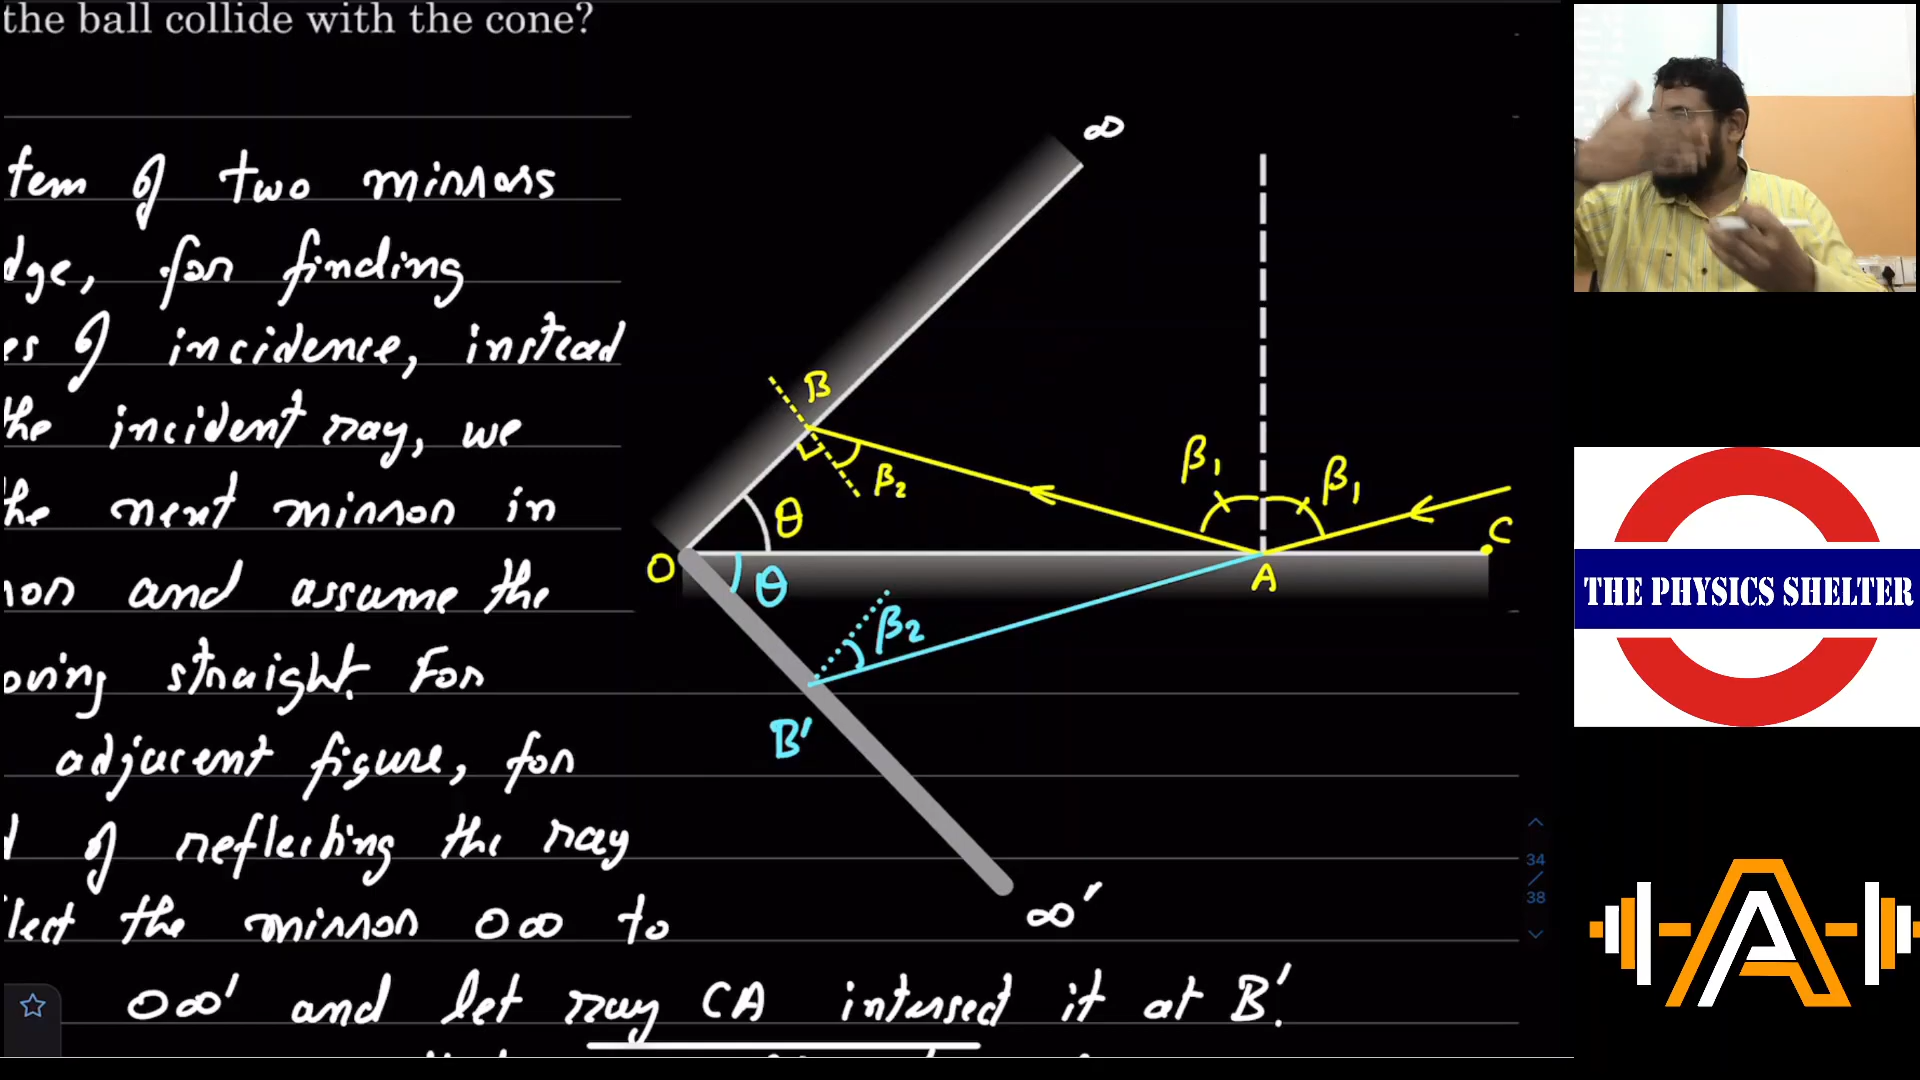 the ball collide with the cone?
tem of two mirrors
dge, for finding
es of incidence, instead
the incident ray, we
the next mirror in
ror and assume the
oving straight. For
adjacent figure, for
d of reflecting the ray
lect the mirror O∞ to
O∞' and let ray CA intersect it at B'.
∞
B
β₂
β₁
β₁
C
θ
O
A
θ
β₂
B'
∞'
34
/
38
THE PHYSICS SHELTER
A